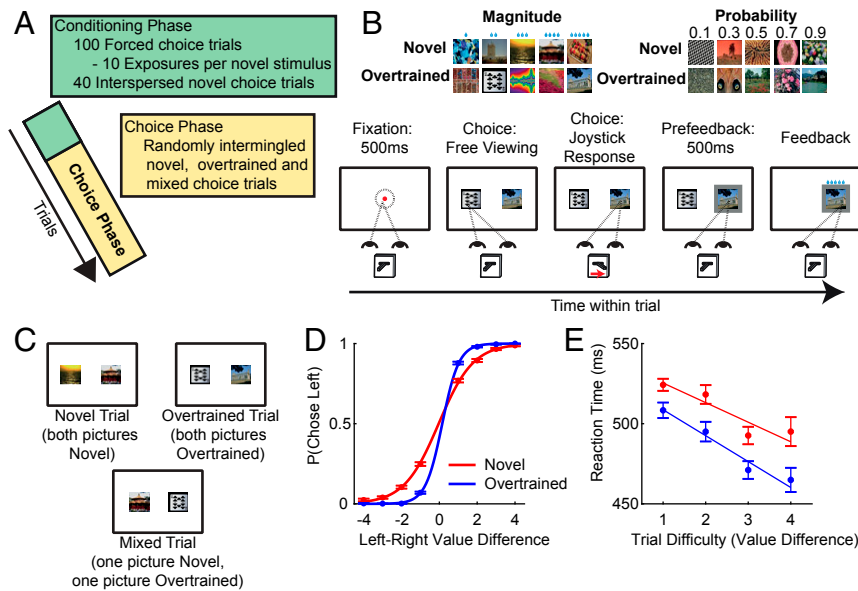 A
Conditioning Phase
100 Forced choice trials
- 10 Exposures per novel stimulus
40 Interspersed novel choice trials
Choice Phase
Randomly intermingled
novel, overtrained and
mixed choice trials
Choice Phase
Trials
B
Magnitude
Novel
Overtrained
Probability
0.1 0.3 0.5 0.7 0.9
Novel
Overtrained
Fixation:
500ms
Choice:
Free Viewing
Choice:
Joystick
Response
Prefeedback:
500ms
Feedback
Time within trial
C
Novel Trial
(both pictures
Novel)
Overtrained Trial
(both pictures
Overtrained)
Mixed Trial
(one picture Novel,
one picture Overtrained)
D
P(Chose Left)
1
0.5
0
-4 -2 0 2 4
Left-Right Value Difference
Novel
Overtrained
E
Reaction Time (ms)
550
500
450
1 2 3 4
Trial Difficulty (Value Difference)